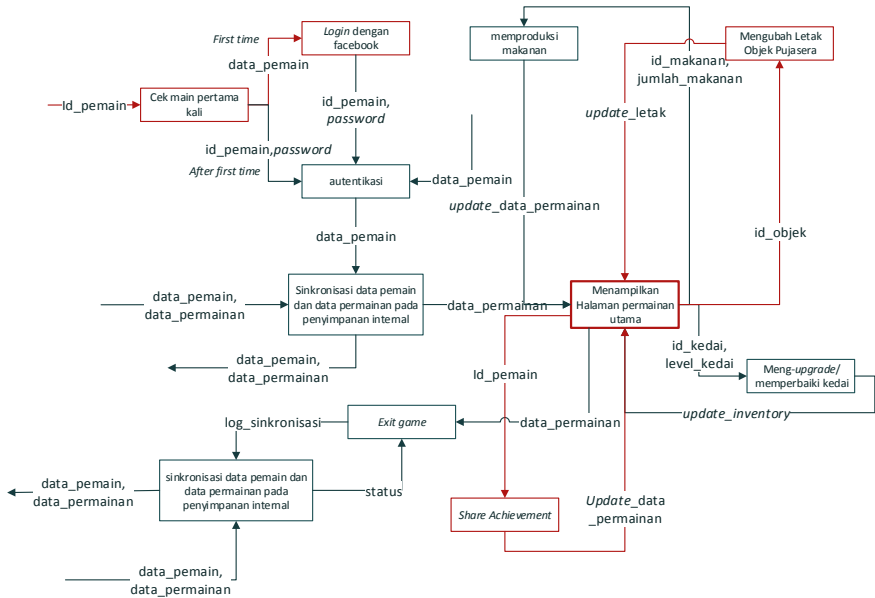 First time
Login dengan
facebook
data_pemain
Id_pemain
Cek main pertama
kali
id_pemain,
password
id_pemain,password
After first time
autentikasi
data_pemain
data_pemain
data_pemain,
data_permainan
Sinkronisasi data pemain
dan data permainan pada
penyimpanan internal
data_permainan
data_pemain,
data_permainan
memproduksi
makanan
update_data_permainan
id_makanan,
jumlah_makanan
Mengubah Letak
Objek Pujasera
update_letak
id_objek
Menampilkan
Halaman permainan
utama
id_kedai,
level_kedai
Meng-upgrade/
memperbaiki kedai
update_inventory
Id_pemain
data_permainan
Exit game
log_sinkronisasi
sinkronisasi data pemain dan
data permainan pada
penyimpanan internal
status
data_pemain,
data_permainan
data_pemain,
data_permainan
Share Achievement
Update_data
_permainan